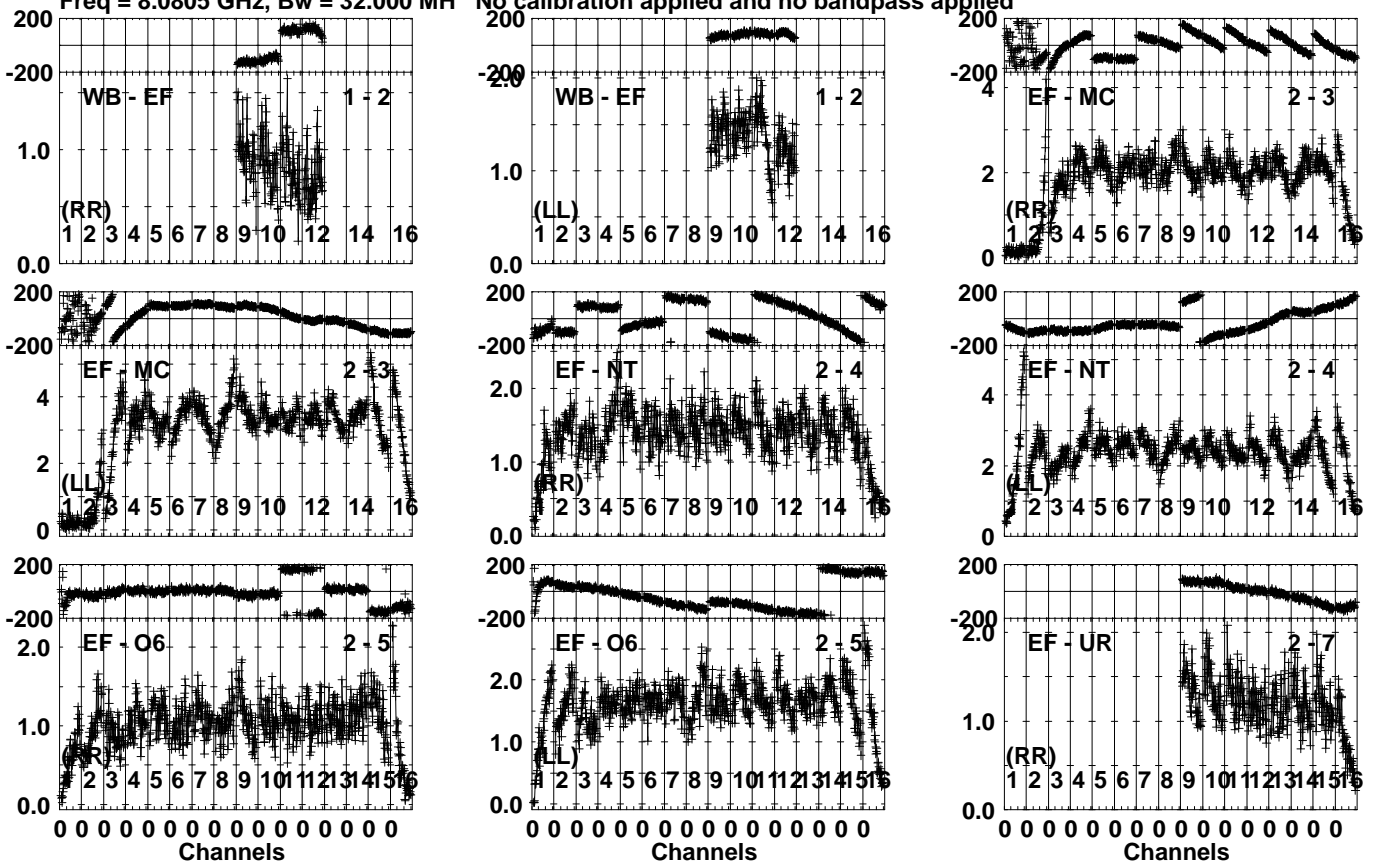 Freq = 8.0805 GHz, Bw = 32.000 MH No calibration applied and no bandpass applied
200
-200
WB - EF 1 - 2
1.0
(RR)
1 2 3 4 5 6 7 8 9 10 12 14 16
0.0
200
-200
2.0
WB - EF 1 - 2
1.0
(LL)
1 2 3 4 5 6 7 8 9 10 12 14 16
0.0
200
-200
4
EF - MC 2 - 3
2
(RR)
1 2 3 4 5 6 7 8 9 10 12 14 16
0
200
-200
EF - MC 2 - 3
4
2
(LL)
1 2 3 4 5 6 7 8 9 10 12 14 16
0
200
-200
EF - NT 2 - 4
2.0
1.0
(RR)
1 2 3 4 5 6 7 8 9 10 12 14 16
0.0
200
-200
EF - NT 2 - 4
4
2
(LL)
1 2 3 4 5 6 7 8 9 10 12 14 16
0
200
-200
EF - O6 2 - 5
2.0
1.0
(RR)
2 3 4 5 6 7 8 9 10 11 12 13 14 15 16
0.0
0 0 0 0 0 0 0 0 0 0 0 0 0 0 0 0
Channels
200
-200
EF - O6 2 - 5
2.0
1.0
(LL)
1 2 3 4 5 6 7 8 9 10 11 12 13 14 15 16
0.0
0 0 0 0 0 0 0 0 0 0 0 0 0 0 0 0
Channels
200
-200
2.0
EF - UR 2 - 7
1.0
(RR)
1 2 3 4 5 6 7 8 9 10 11 12 13 14 15 16
0.0
0 0 0 0 0 0 0 0 0 0 0 0 0 0 0 0
Channels